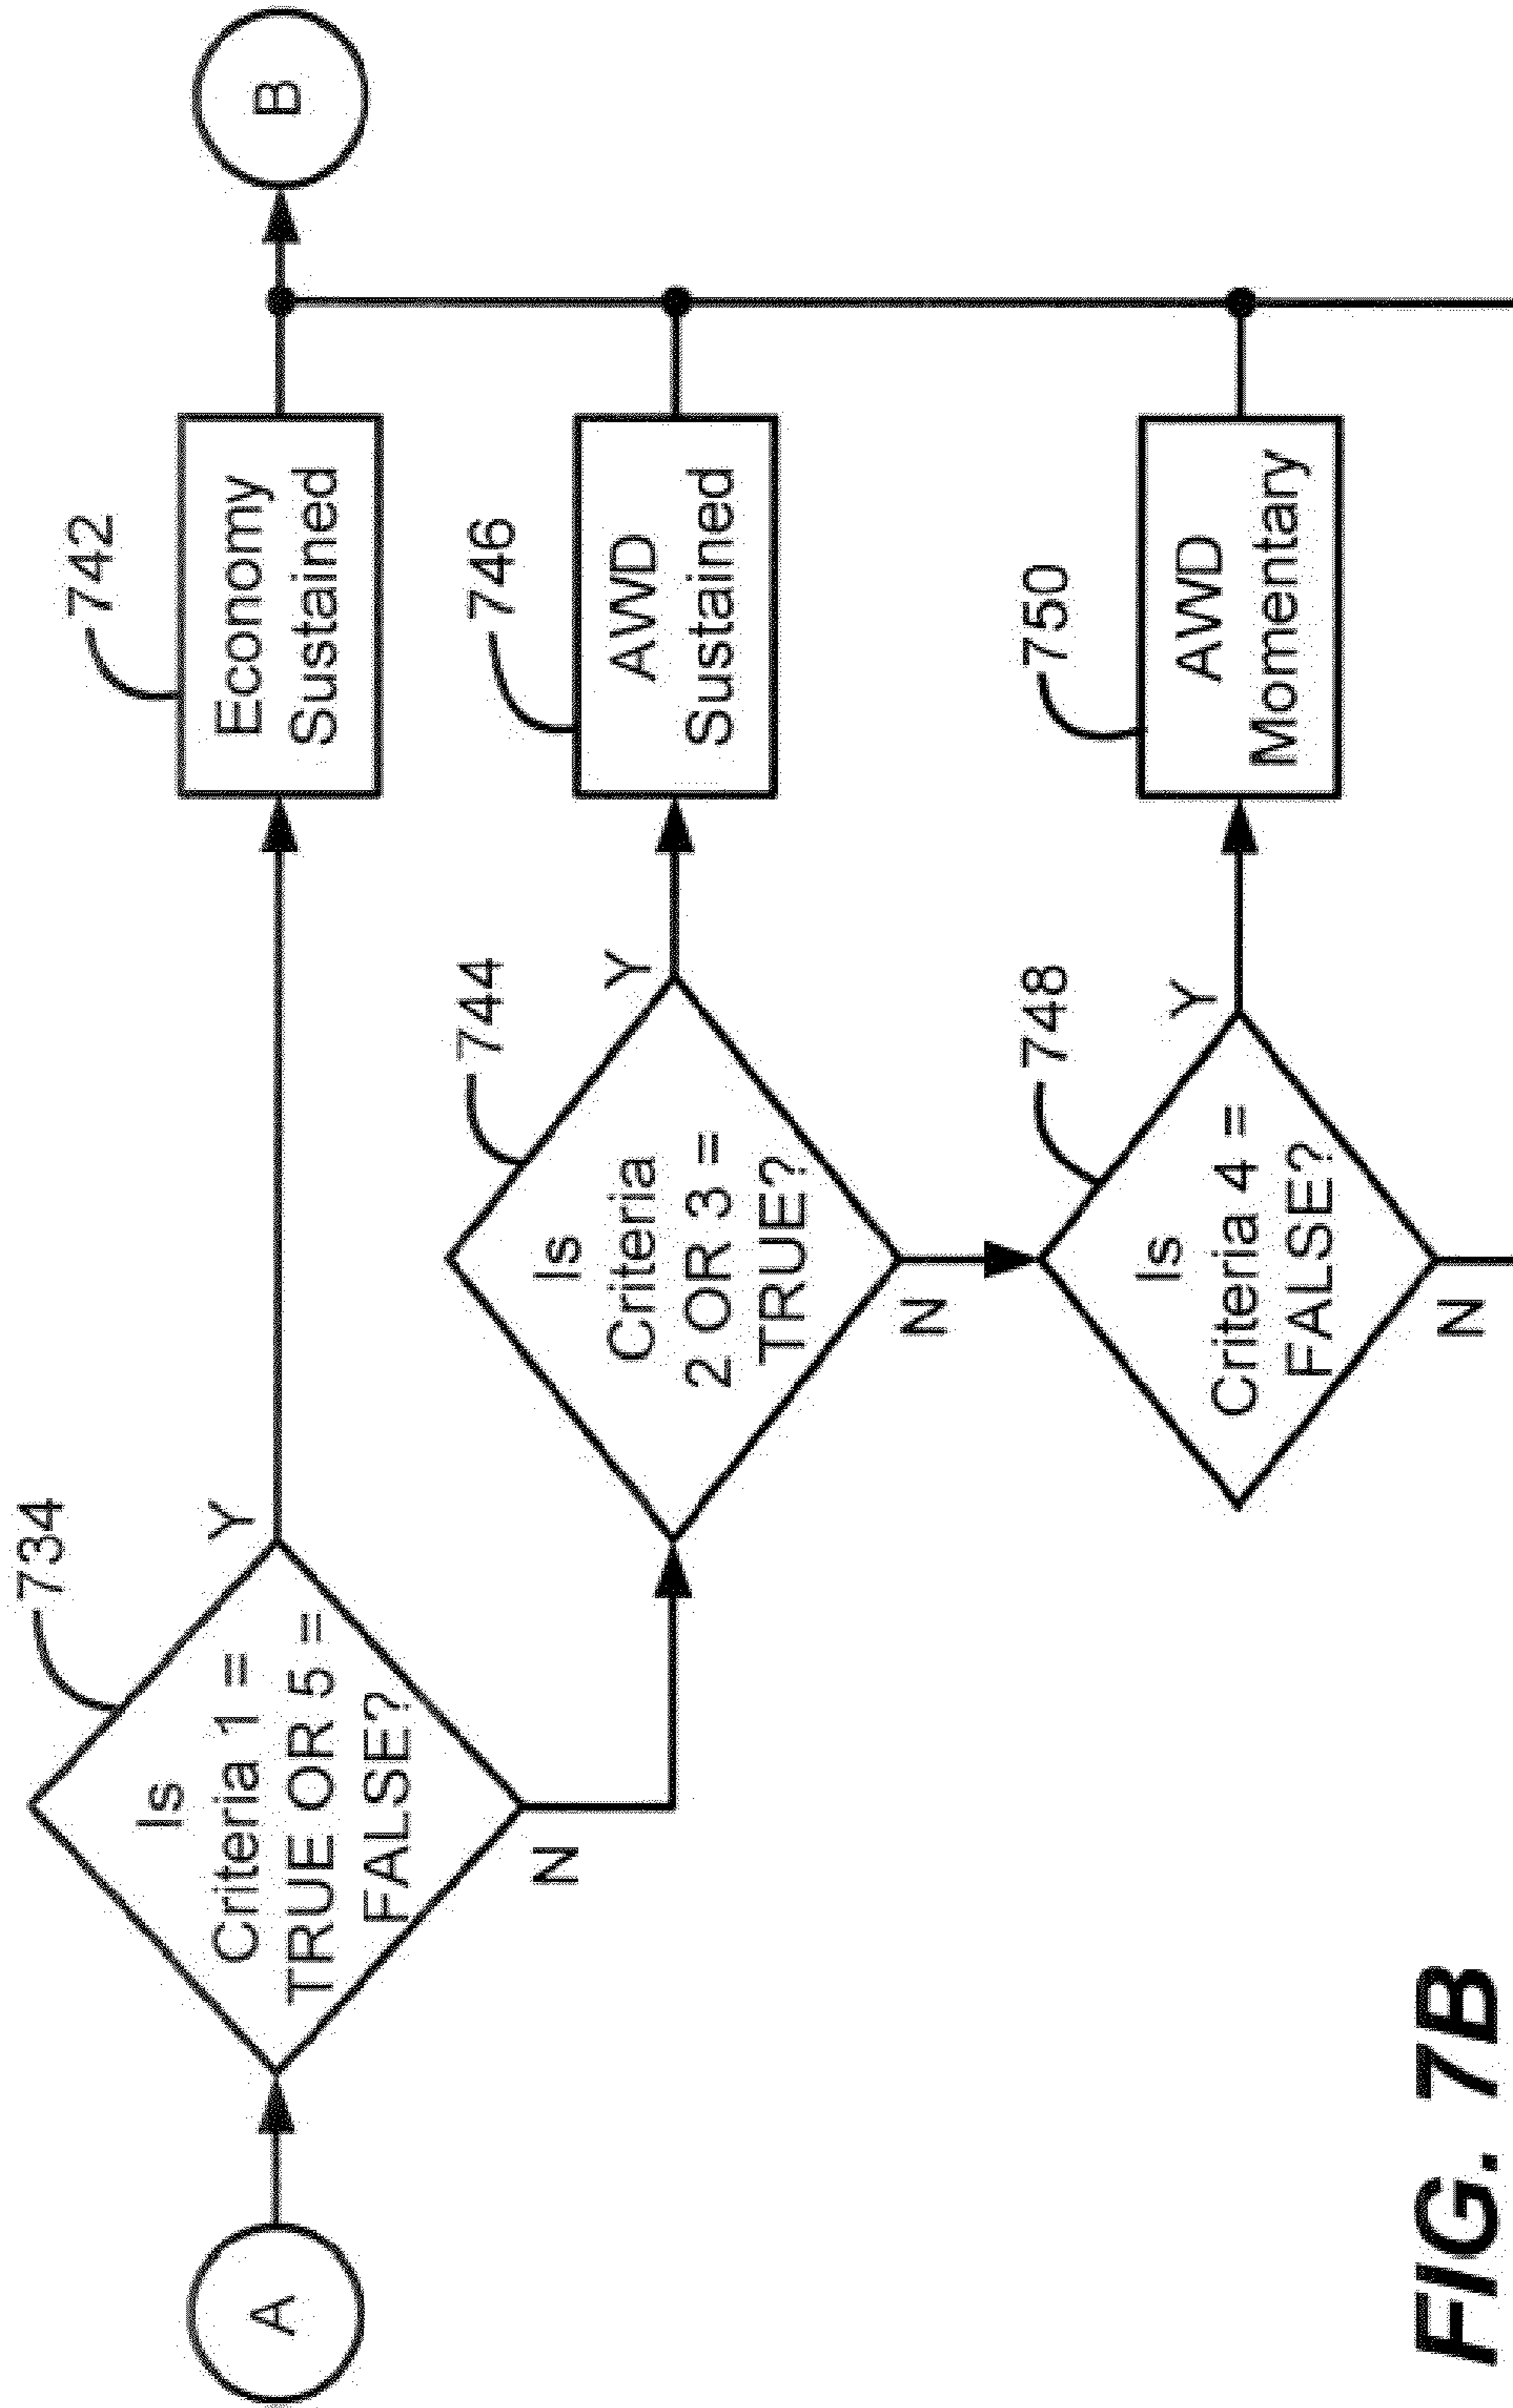 A
734
Is
Criteria 1 =
TRUE OR 5 =
FALSE?
Y
N
742
Economy
Sustained
B
744
Is
Criteria
2 OR 3 =
TRUE?
Y
N
746
AWD
Sustained
748
Is
Criteria 4 =
FALSE?
Y
N
750
AWD
Momentary
FIG. 7B